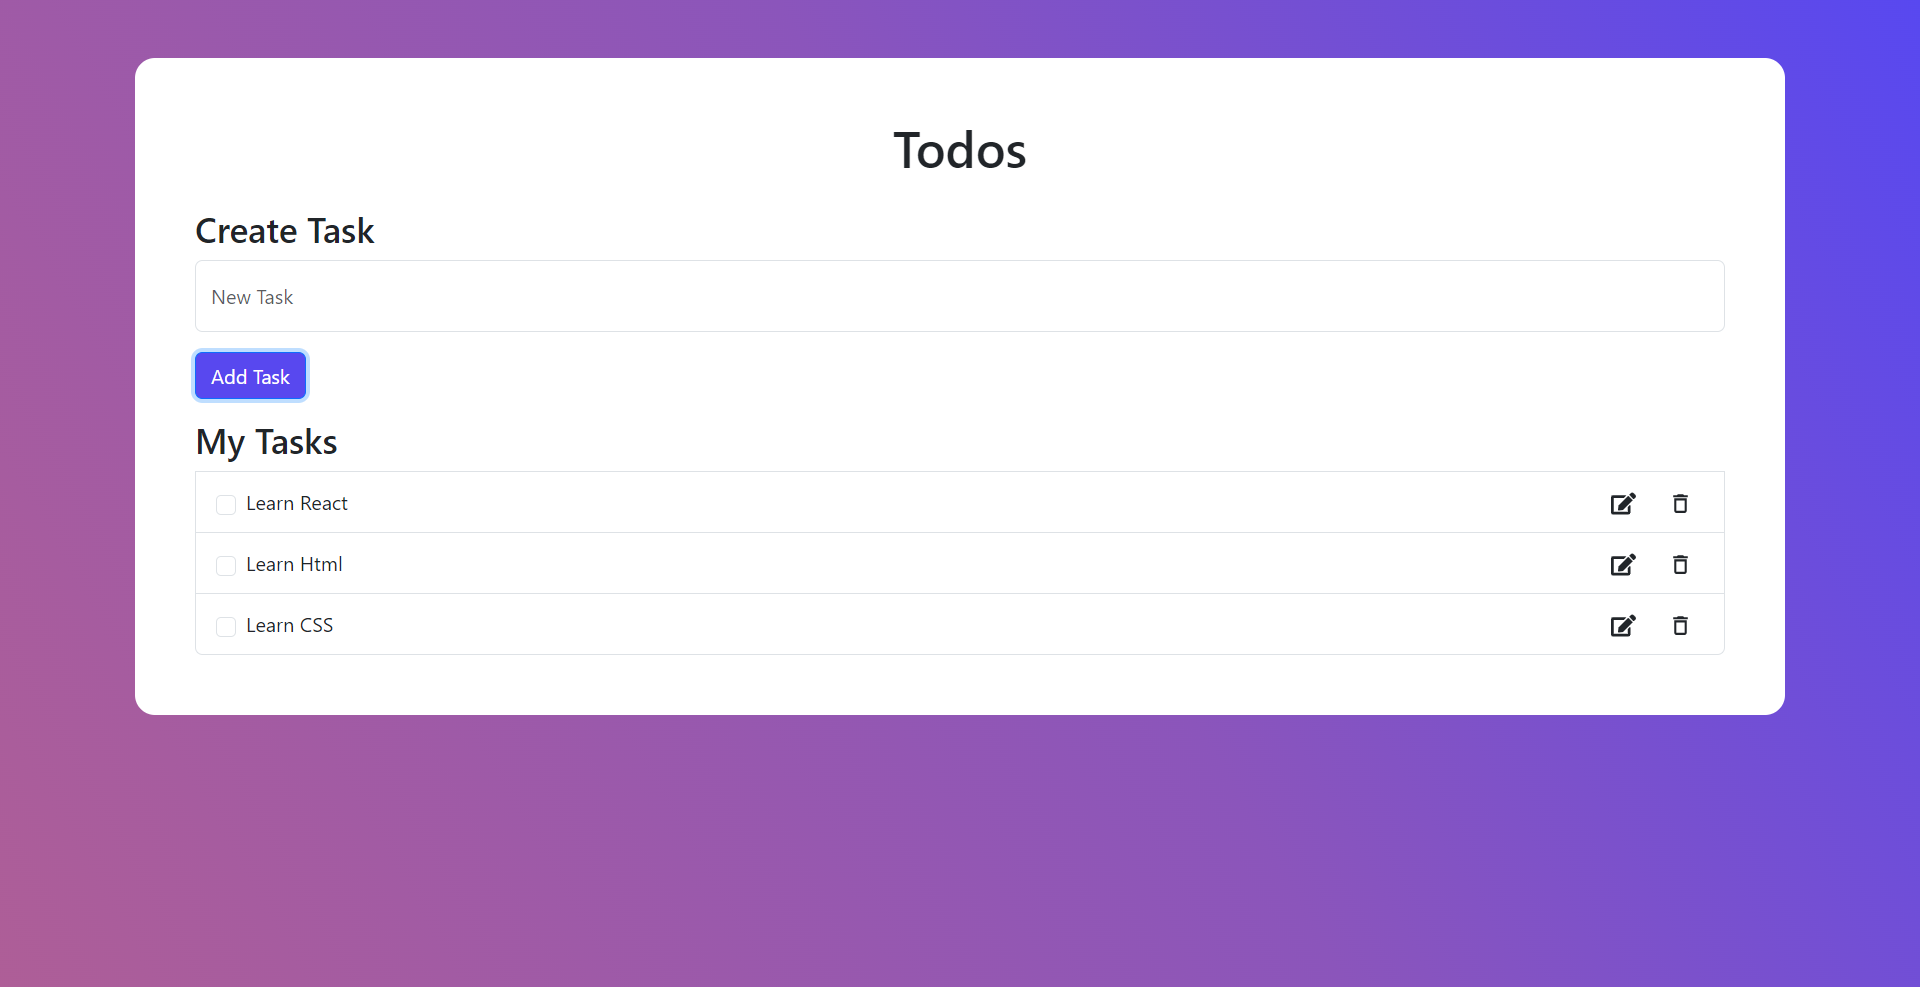 Todos
Create Task
New Task
Add Task
My Tasks
Learn React
Learn Html
Learn CSS